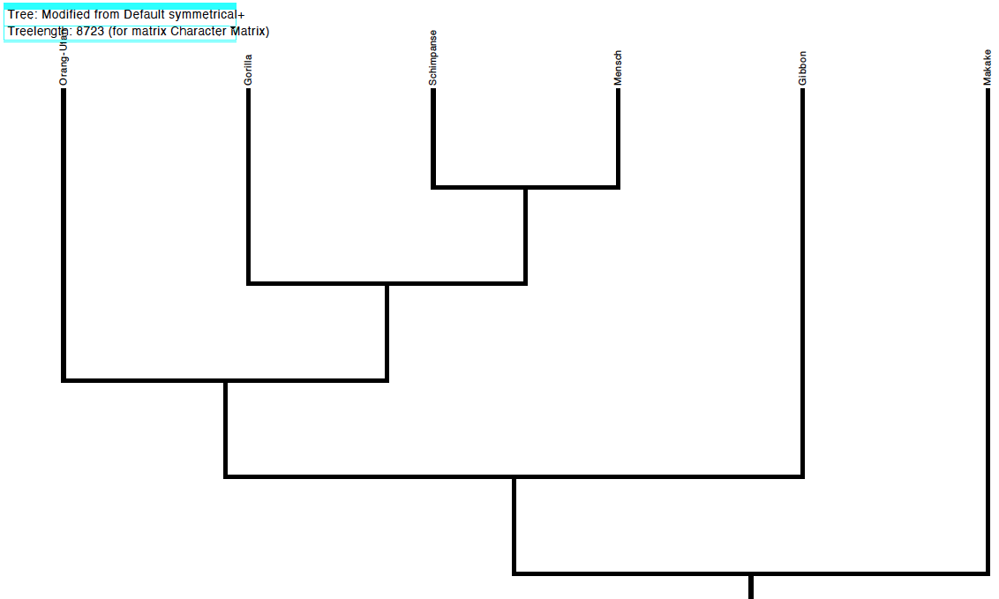 Tree: Modified from Default symmetrical+
Treelength: 8723 (for matrix Character Matrix)
Orang-Utan
Gorilla
Schimpanse
Mensch
Gibbon
Makake